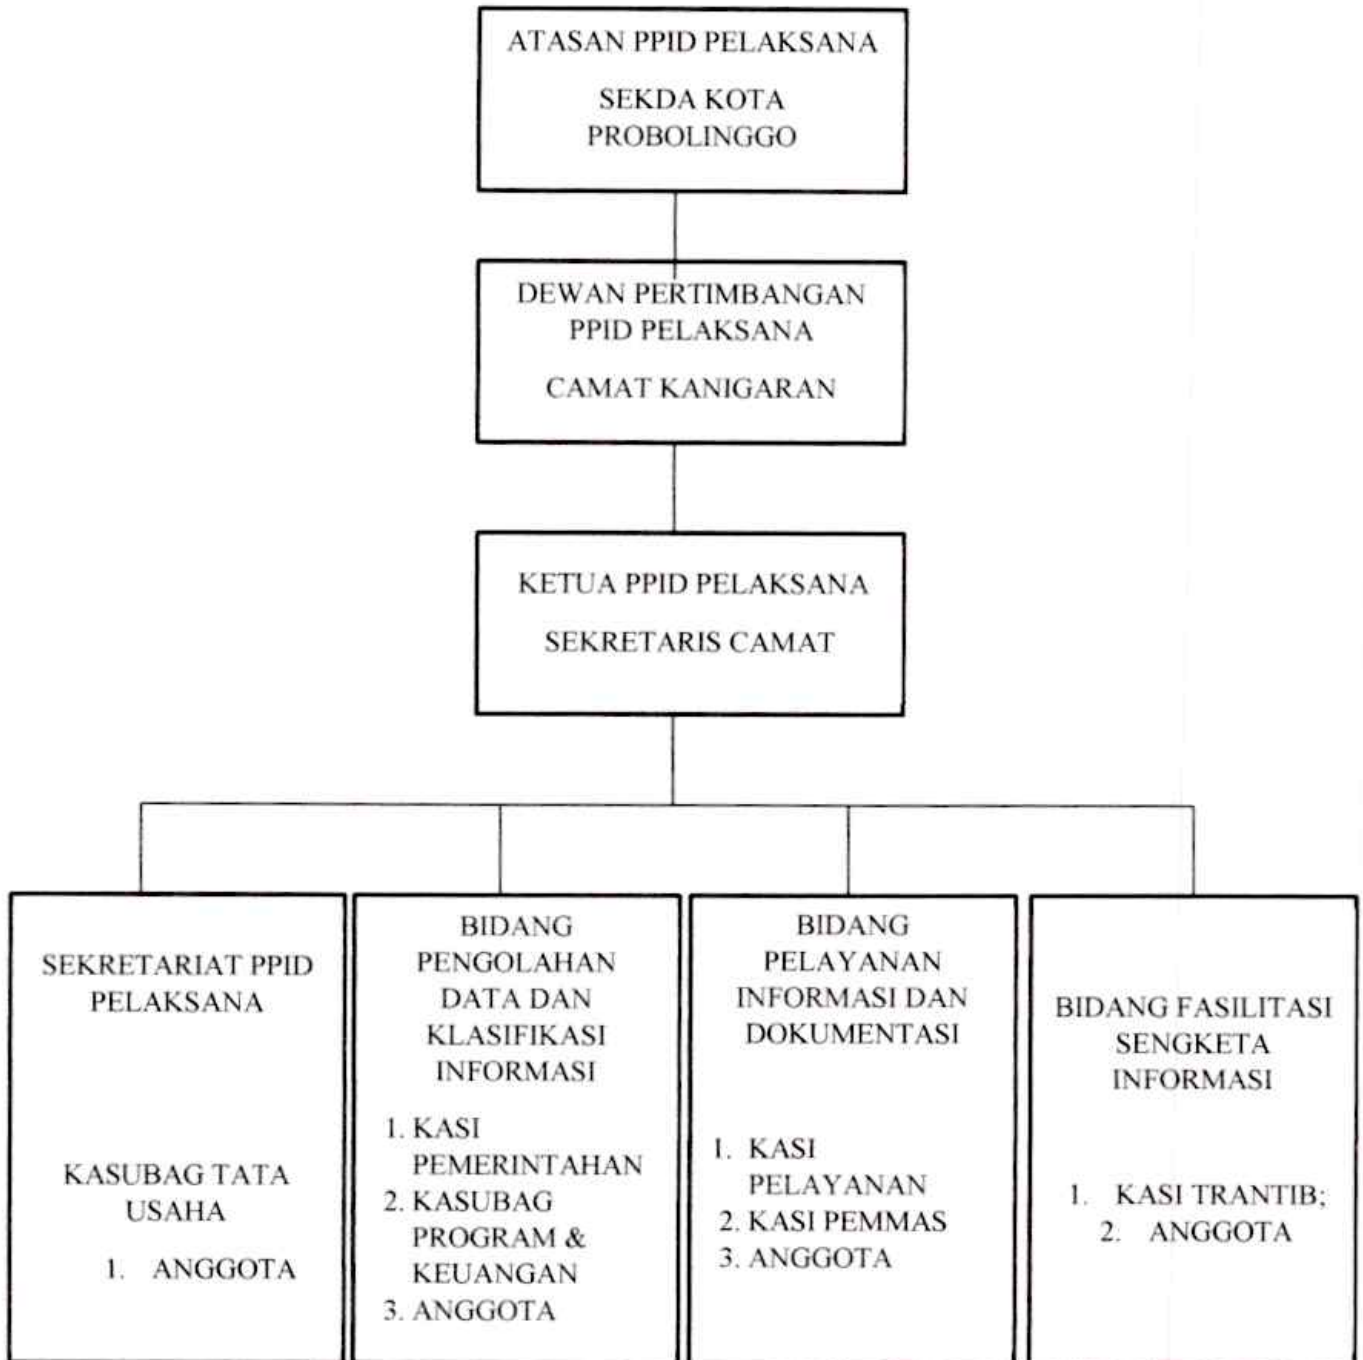 ATASAN PPID PELAKSANA
SEKDA KOTA
PROBOLINGGO
DEWAN PERTIMBANGAN
PPID PELAKSANA
CAMAT KANIGARAN
KETUA PPID PELAKSANA
SEKRETARIS CAMAT
SEKRETARIAT PPID
PELAKSANA
KASUBAG TATA
USAHA
1. ANGGOTA
BIDANG
PENGOLAHAN
DATA DAN
KLASIFIKASI
INFORMASI
1. KASI
PEMERINTAHAN
2. KASUBAG
PROGRAM &
KEUANGAN
3. ANGGOTA
BIDANG
PELAYANAN
INFORMASI DAN
DOKUMENTASI
1. KASI
PELAYANAN
2. KASI PEMMAS
3. ANGGOTA
BIDANG FASILITASI
SENGKETA
INFORMASI
1. KASI TRANTIB;
2. ANGGOTA